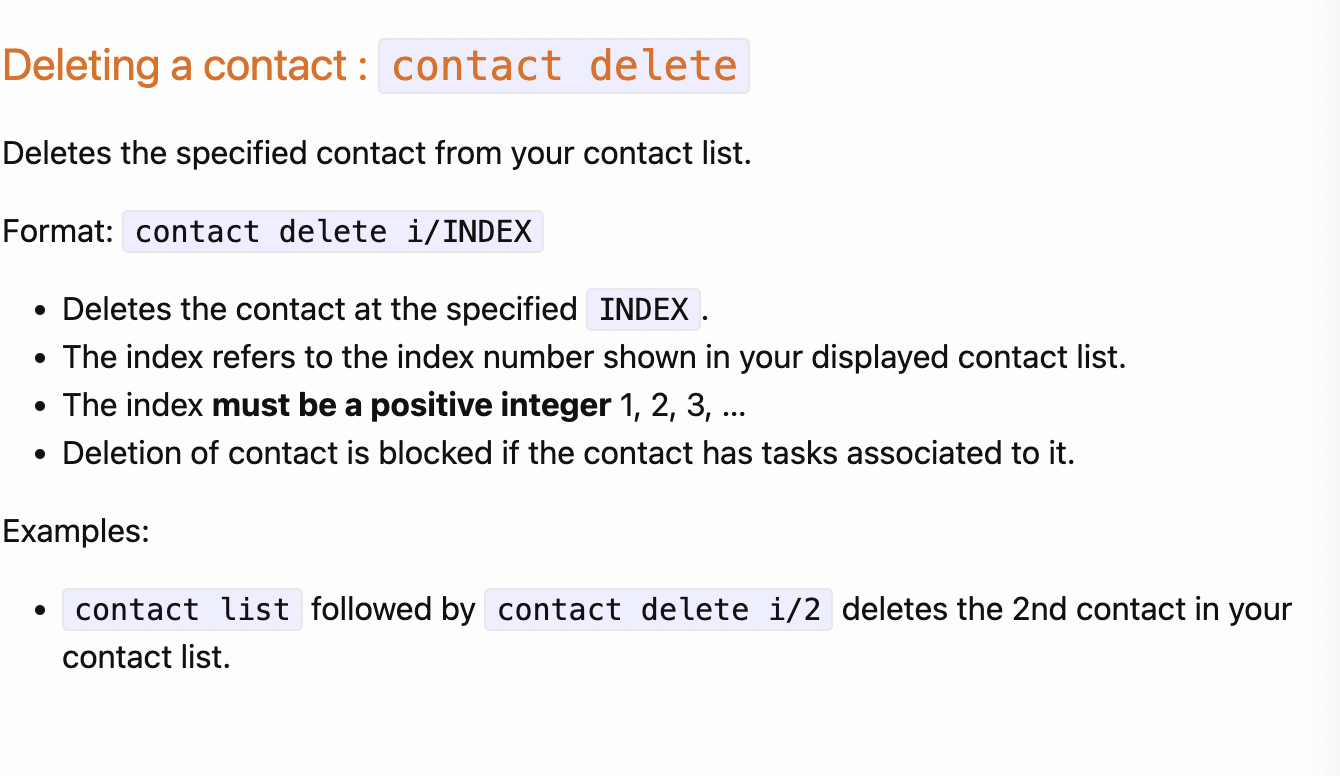 Deleting a contact : contact delete
Deletes the specified contact from your contact list.
Format: contact delete i/INDEX
• Deletes the contact at the specified INDEX.
• The index refers to the index number shown in your displayed contact list.
• The index must be a positive integer 1, 2, 3, …
• Deletion of contact is blocked if the contact has tasks associated to it.
Examples:
• contact list followed by contact delete i/2 deletes the 2nd contact in your
contact list.